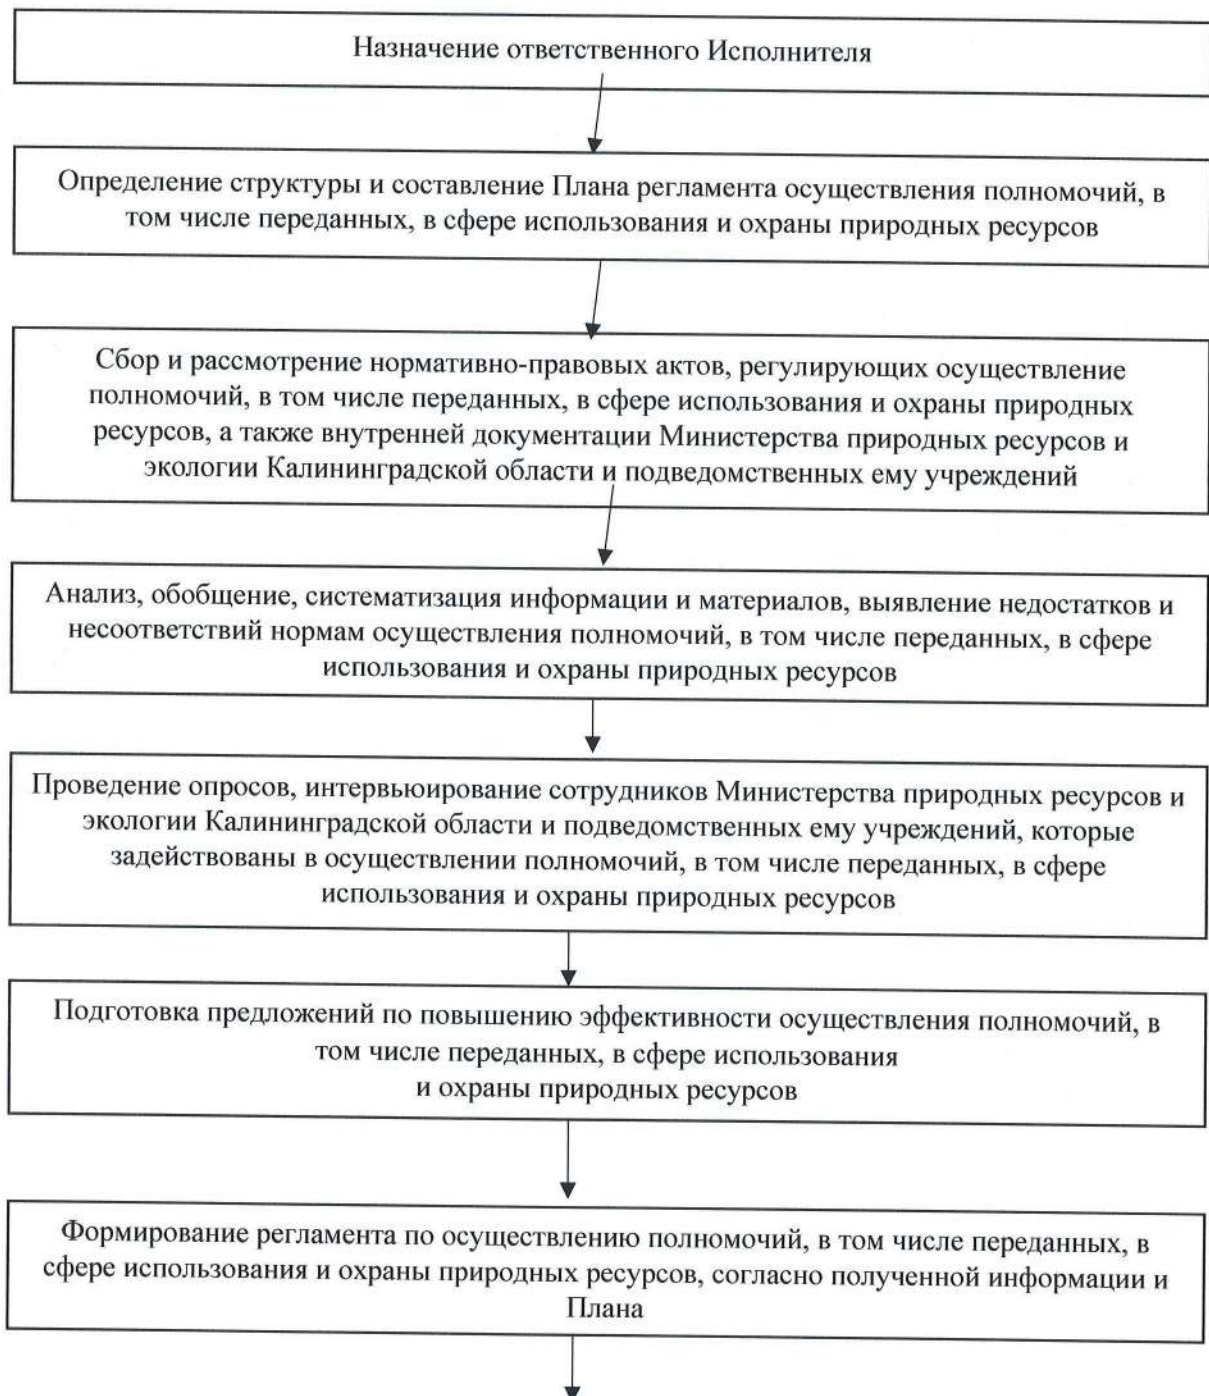 Назначение ответственного Исполнителя
Определение структуры и составление Плана регламента осуществления полномочий, в
том числе переданных, в сфере использования и охраны природных ресурсов
Сбор и рассмотрение нормативно-правовых актов, регулирующих осуществление
полномочий, в том числе переданных, в сфере использования и охраны природных
ресурсов, а также внутренней документации Министерства природных ресурсов и
экологии Калининградской области и подведомственных ему учреждений
Анализ, обобщение, систематизация информации и материалов, выявление недостатков и
несоответствий нормам осуществления полномочий, в том числе переданных, в сфере
использования и охраны природных ресурсов
Проведение опросов, интервьюирование сотрудников Министерства природных ресурсов и
экологии Калининградской области и подведомственных ему учреждений, которые
задействованы в осуществлении полномочий, в том числе переданных, в сфере
использования и охраны природных ресурсов
Подготовка предложений по повышению эффективности осуществления полномочий, в
том числе переданных, в сфере использования
и охраны природных ресурсов
Формирование регламента по осуществлению полномочий, в том числе переданных, в
сфере использования и охраны природных ресурсов, согласно полученной информации и
Плана